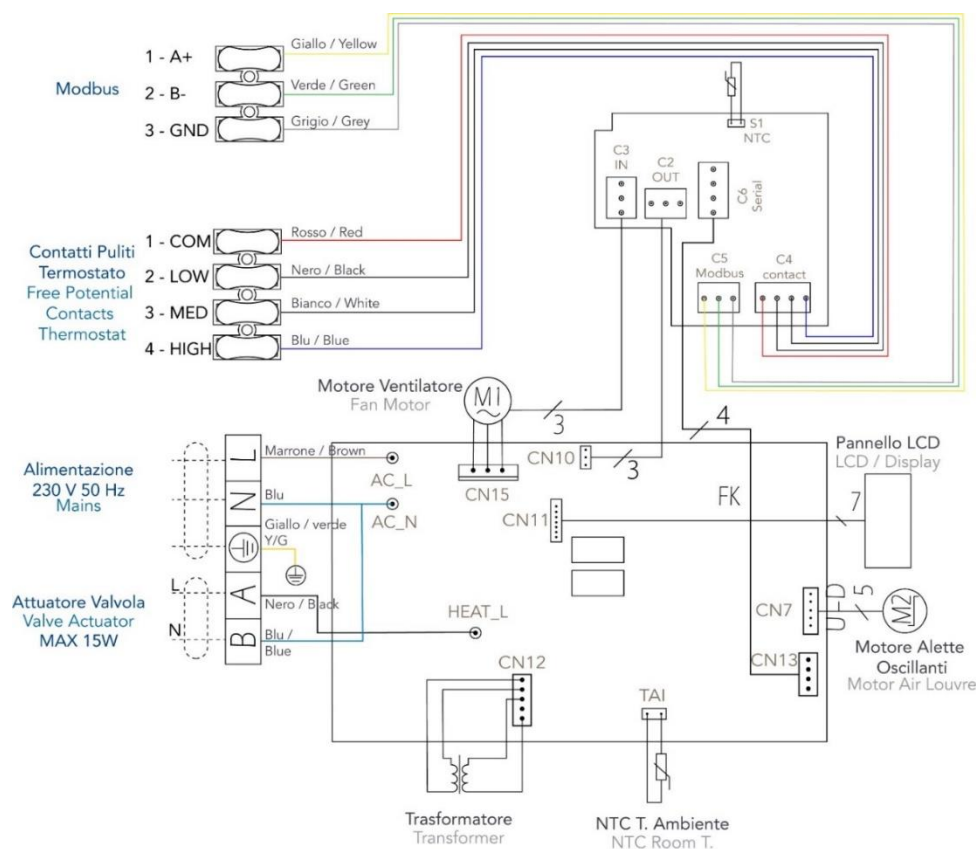 Modbus
1 - A+
Giallo / Yellow
2 - B-
Verde / Green
3 - GND
Grigio / Grey
Contatti Puliti
Termostato
Free Potential
Contacts
Thermostat
1 - COM
Rosso / Red
2 - LOW
Nero / Black
3 - MED
Bianco / White
4 - HIGH
Blu / Blue
S1
NTC
C3
IN
C2
OUT
C6
Serial
C5
Modbus
C4
contact
Motore Ventilatore
Fan Motor
M1
3
4
CN15
CN10
3
Pannello LCD
LCD / Display
CN11
FK
7
Alimentazione
230 V 50 Hz
Mains
L
Marrone / Brown
AC_L
N
Blu
AC_N
Giallo / verde
Y/G
Attuatore Valvola
Valve Actuator
MAX 15W
L
N
A
Nero / Black
HEAT_L
B
Blu /
Blue
CN7
U-D
5
M2
Motore Alette
Oscillanti
Motor Air Louvre
CN13
CN12
TAI
Trasformatore
Transformer
NTC T. Ambiente
NTC Room T.